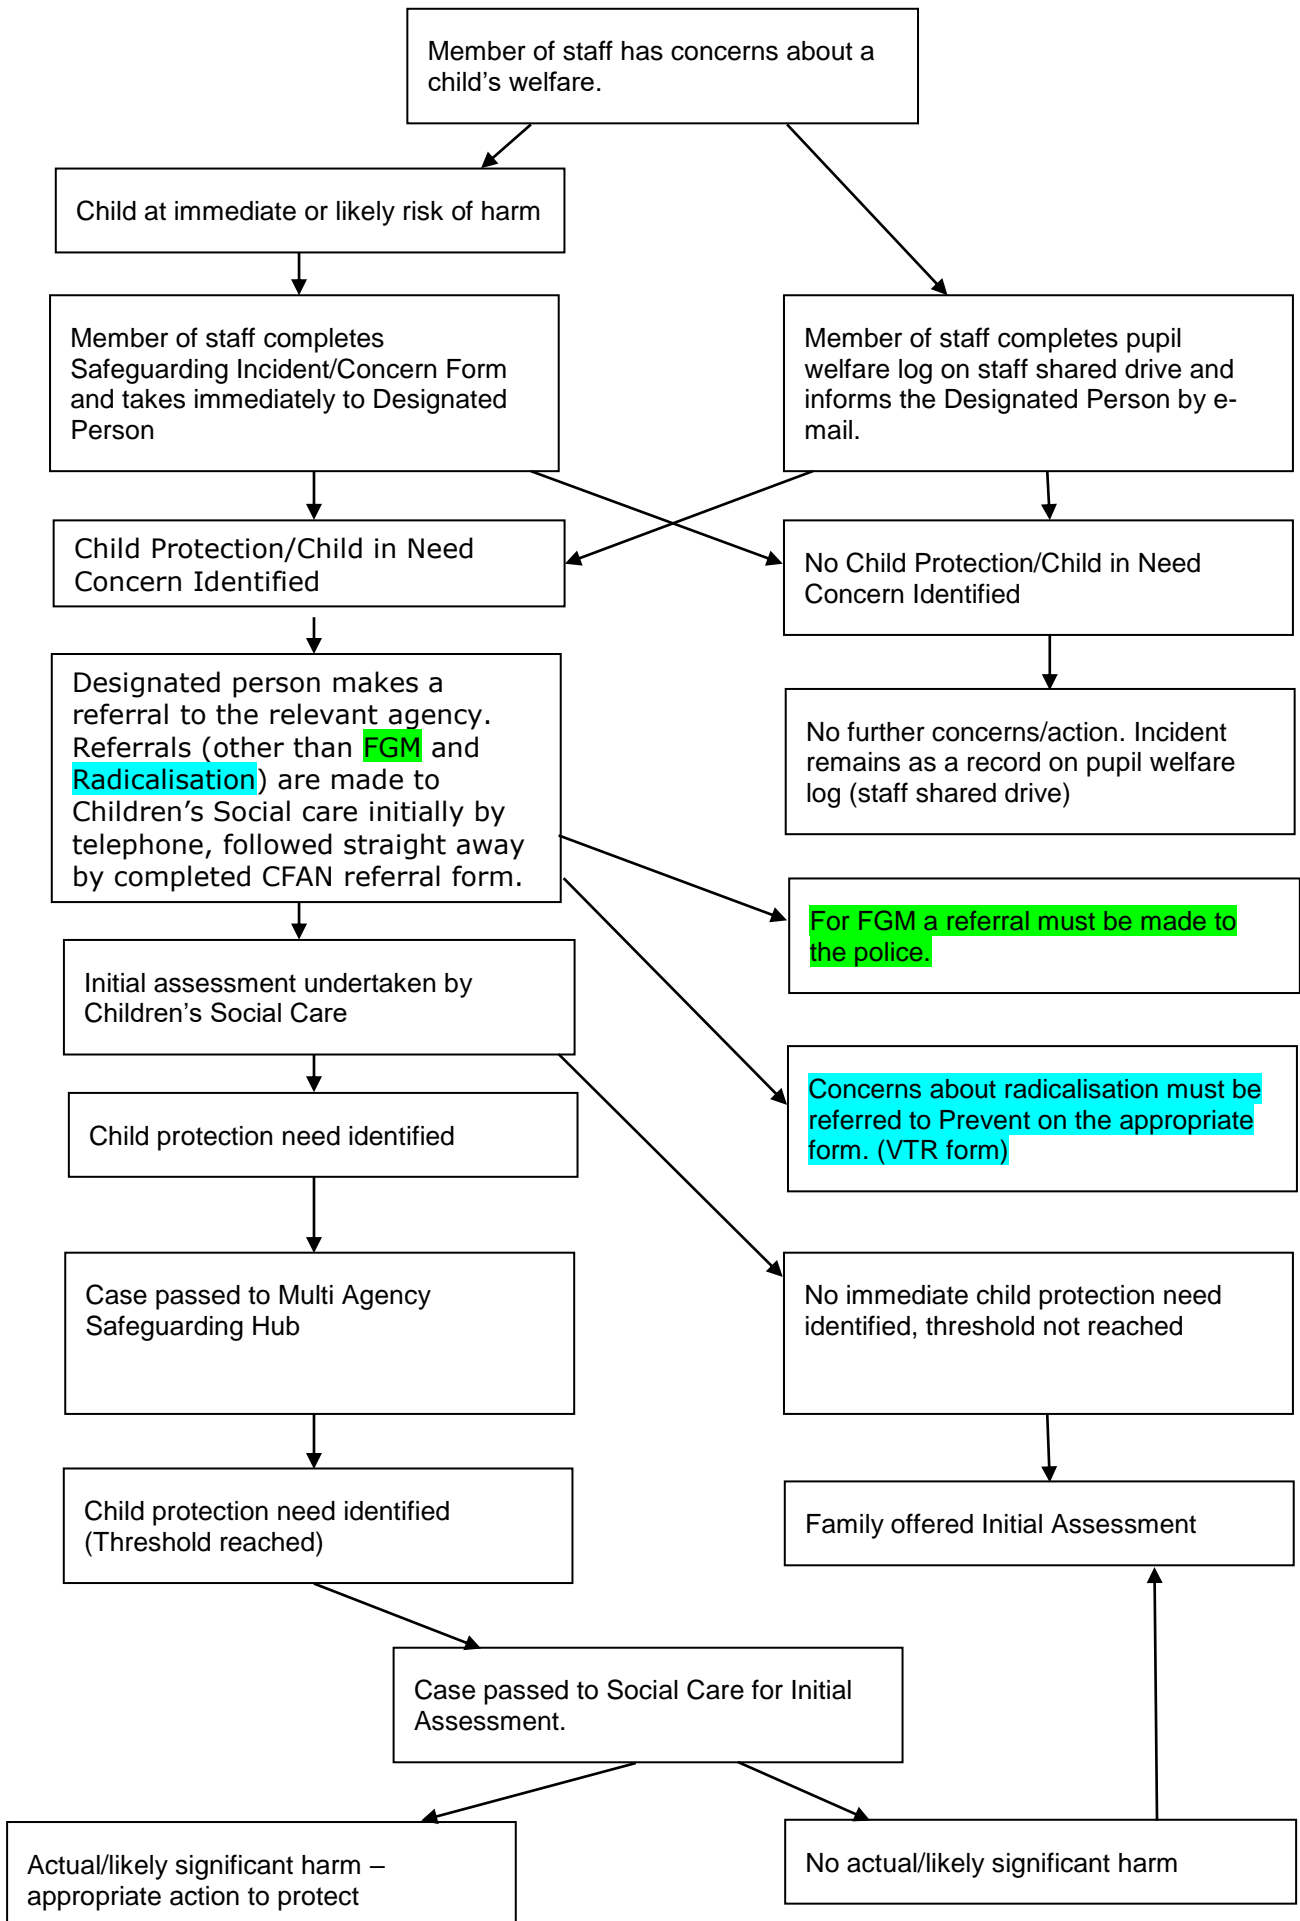 Member of staff has concerns about a
child’s welfare.
Child at immediate or likely risk of harm
Member of staff completes
Safeguarding Incident/Concern Form
and takes immediately to Designated
Person
Member of staff completes pupil
welfare log on staff shared drive and
informs the Designated Person by e-
mail.
Child Protection/Child in Need
Concern Identified
No Child Protection/Child in Need
Concern Identified
Designated person makes a
referral to the relevant agency.
Referrals (other than FGM and
Radicalisation) are made to
Children’s Social care initially by
telephone, followed straight away
by completed CFAN referral form.
No further concerns/action. Incident
remains as a record on pupil welfare
log (staff shared drive)
For FGM a referral must be made to
the police.
Initial assessment undertaken by
Children’s Social Care
Concerns about radicalisation must be
referred to Prevent on the appropriate
form. (VTR form)
Child protection need identified
Case passed to Multi Agency
Safeguarding Hub
No immediate child protection need
identified, threshold not reached
Child protection need identified
(Threshold reached)
Family offered Initial Assessment
Case passed to Social Care for Initial
Assessment.
Actual/likely significant harm –
appropriate action to protect
No actual/likely significant harm